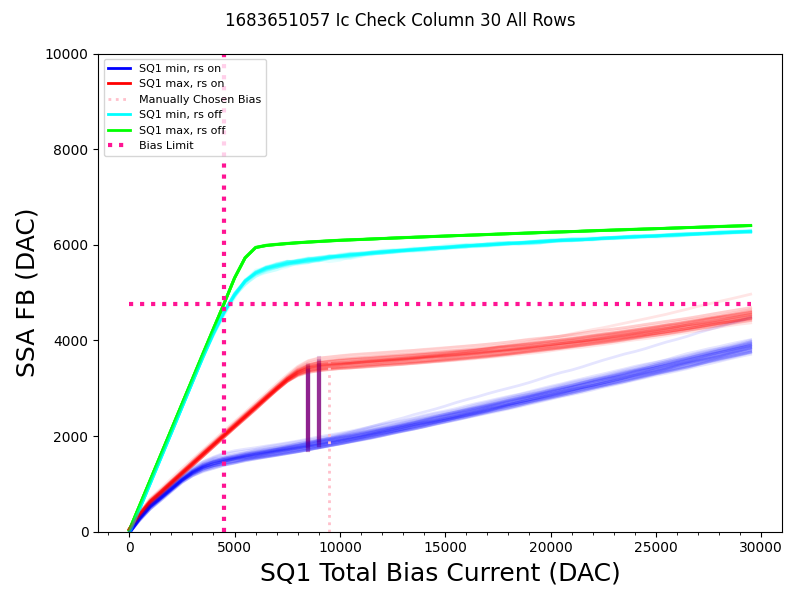 1683651057 Ic Check Column 30 All Rows
SSA FB (DAC)
10000
8000
6000
4000
2000
0
SQ1 min, rs on
SQ1 max, rs on
Manually Chosen Bias
SQ1 min, rs off
SQ1 max, rs off
Bias Limit
0 5000 10000 15000 20000 25000 30000
SQ1 Total Bias Current (DAC)